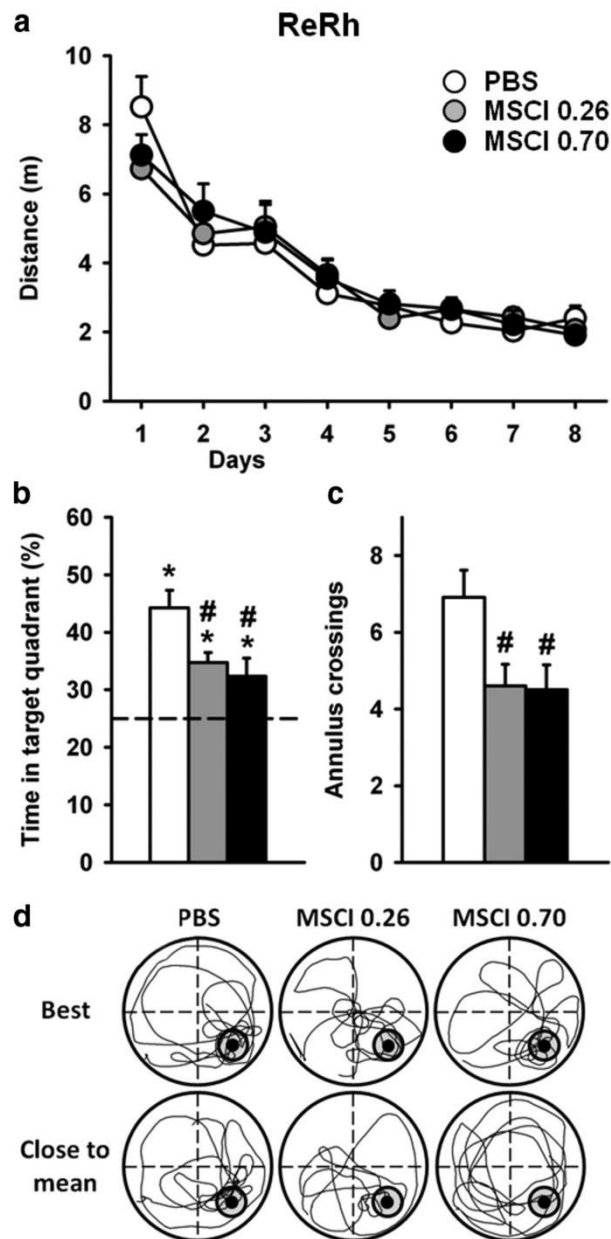 a
ReRh
Distance (m)
10
8
6
4
2
0
PBS
MSCI 0.26
MSCI 0.70
1 2 3 4 5 6 7 8
Days
b
Time in target quadrant (%)
60
50
40
30
20
10
0
*
#
*
#
*
c
Annulus crossings
8
6
4
2
0
# #
d
PBS MSCI 0.26 MSCI 0.70
Best
Close to
mean